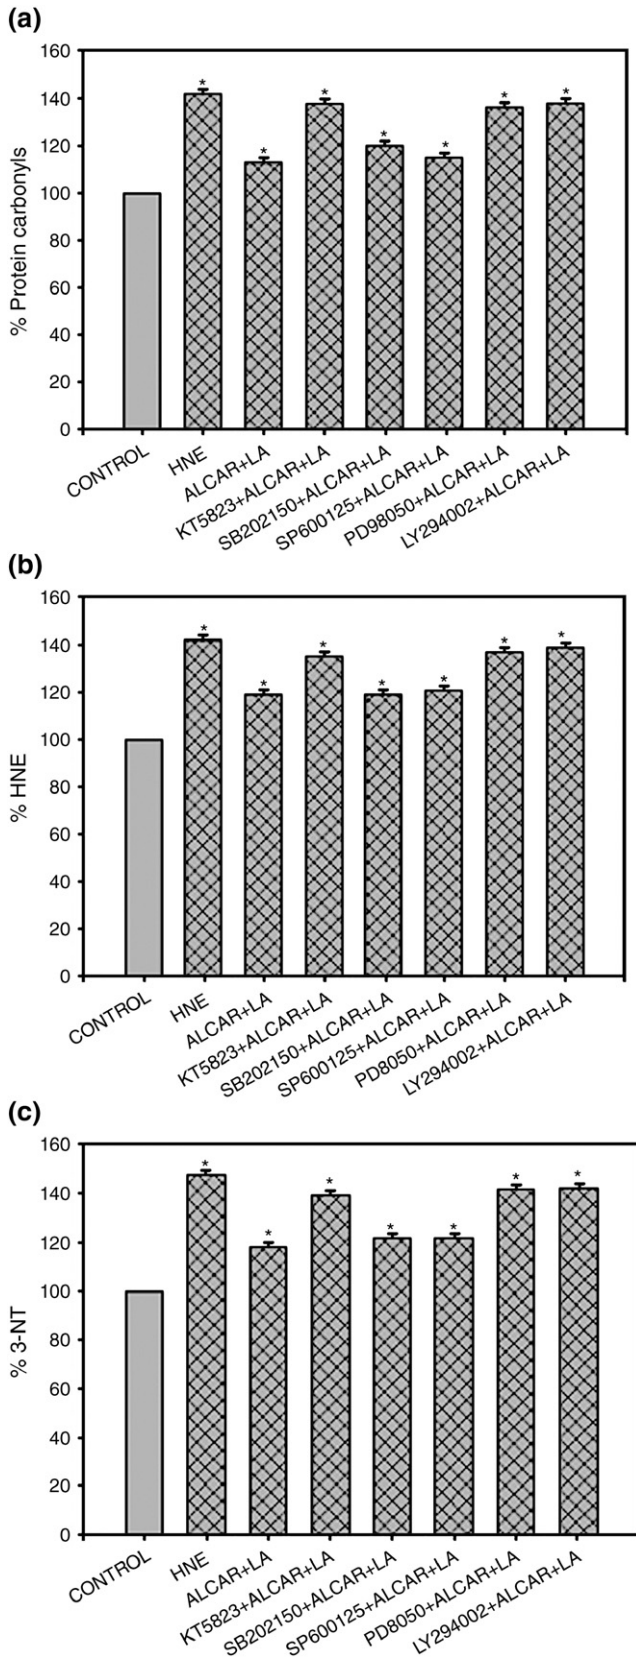 (a)
160
140
120
100
80
60
40
20
0
% Protein carbonyls
* * * * * * *
CONTROL
HNE
ALCAR+LA
KT5823+ALCAR+LA
SB202150+ALCAR+LA
SP600125+ALCAR+LA
PD98050+ALCAR+LA
LY294002+ALCAR+LA
(b)
160
140
120
100
80
60
40
20
0
% HNE
* * * * * * *
CONTROL
HNE
ALCAR+LA
KT5823+ALCAR+LA
SB202150+ALCAR+LA
SP600125+ALCAR+LA
PD8050+ALCAR+LA
LY294002+ALCAR+LA
(c)
160
140
120
100
80
60
40
20
0
% 3-NT
* * * * * * *
CONTROL
HNE
ALCAR+LA
KT5823+ALCAR+LA
SB202150+ALCAR+LA
SP600125+ALCAR+LA
PD8050+ALCAR+LA
LY294002+ALCAR+LA